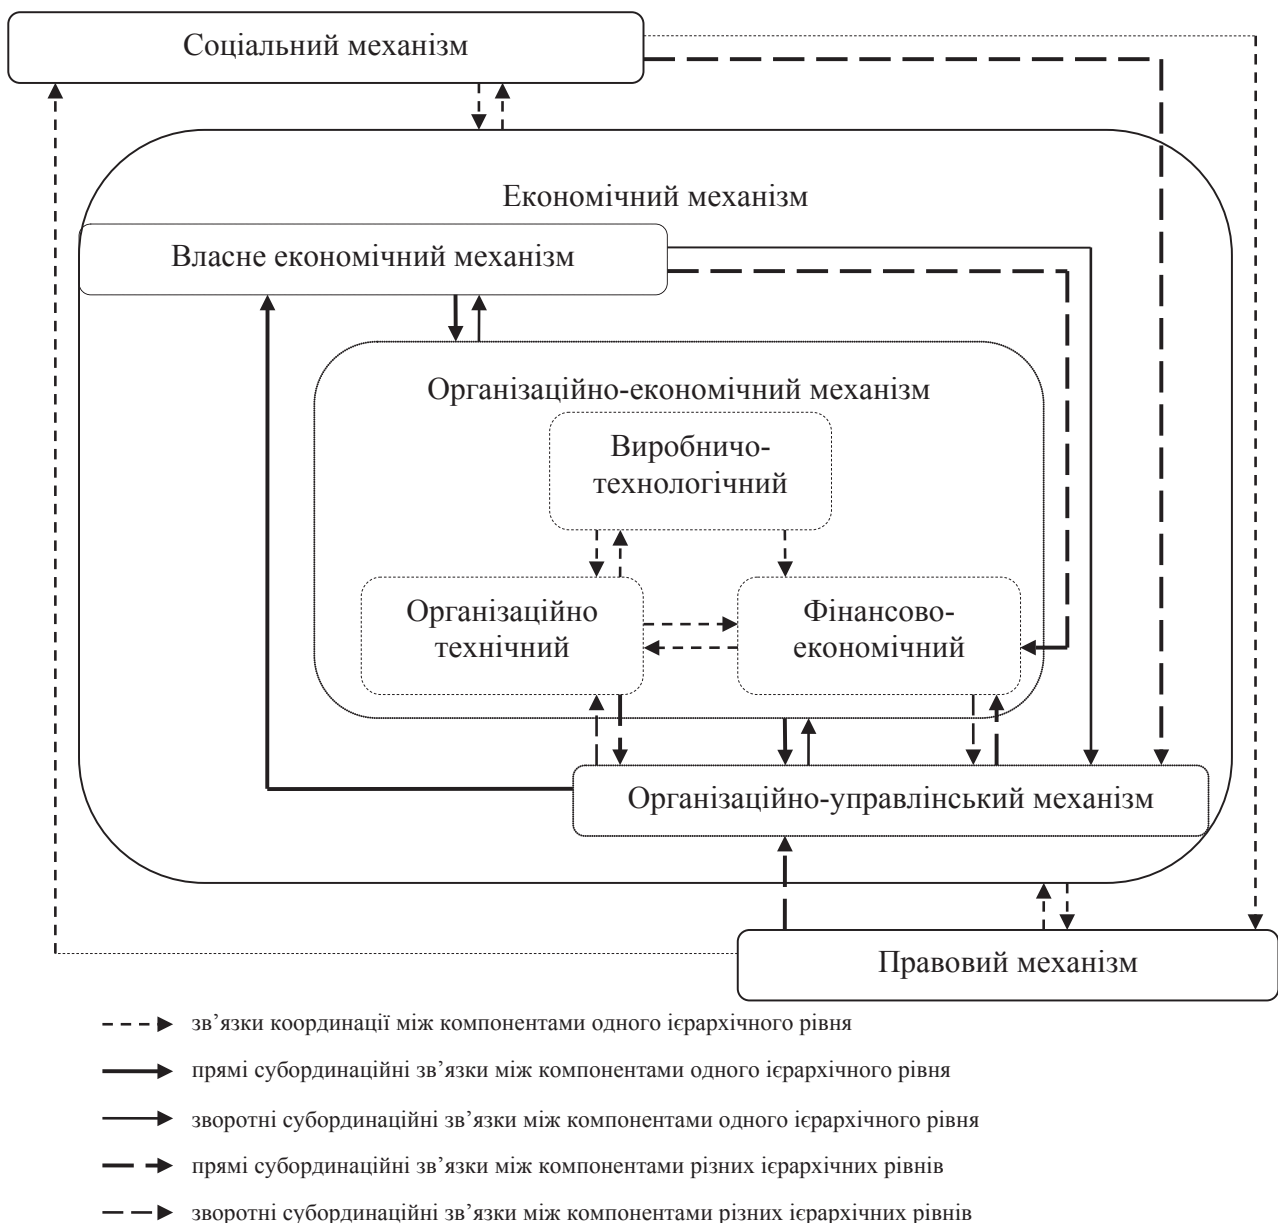 Соціальний механізм
Економічний механізм
Власне економічний механізм
Організаційно-економічний механізм
Виробничо-
технологічний
Організаційно
технічний
Фінансово-
економічний
Організаційно-управлінський механізм
Правовий механізм
зв’язки координації між компонентами одного ієрархічного рівня
прямі субординаційні зв’язки між компонентами одного ієрархічного рівня
зворотні субординаційні зв’язки між компонентами одного ієрархічного рівня
прямі субординаційні зв’язки між компонентами різних ієрархічних рівнів
зворотні субординаційні зв’язки між компонентами різних ієрархічних рівнів